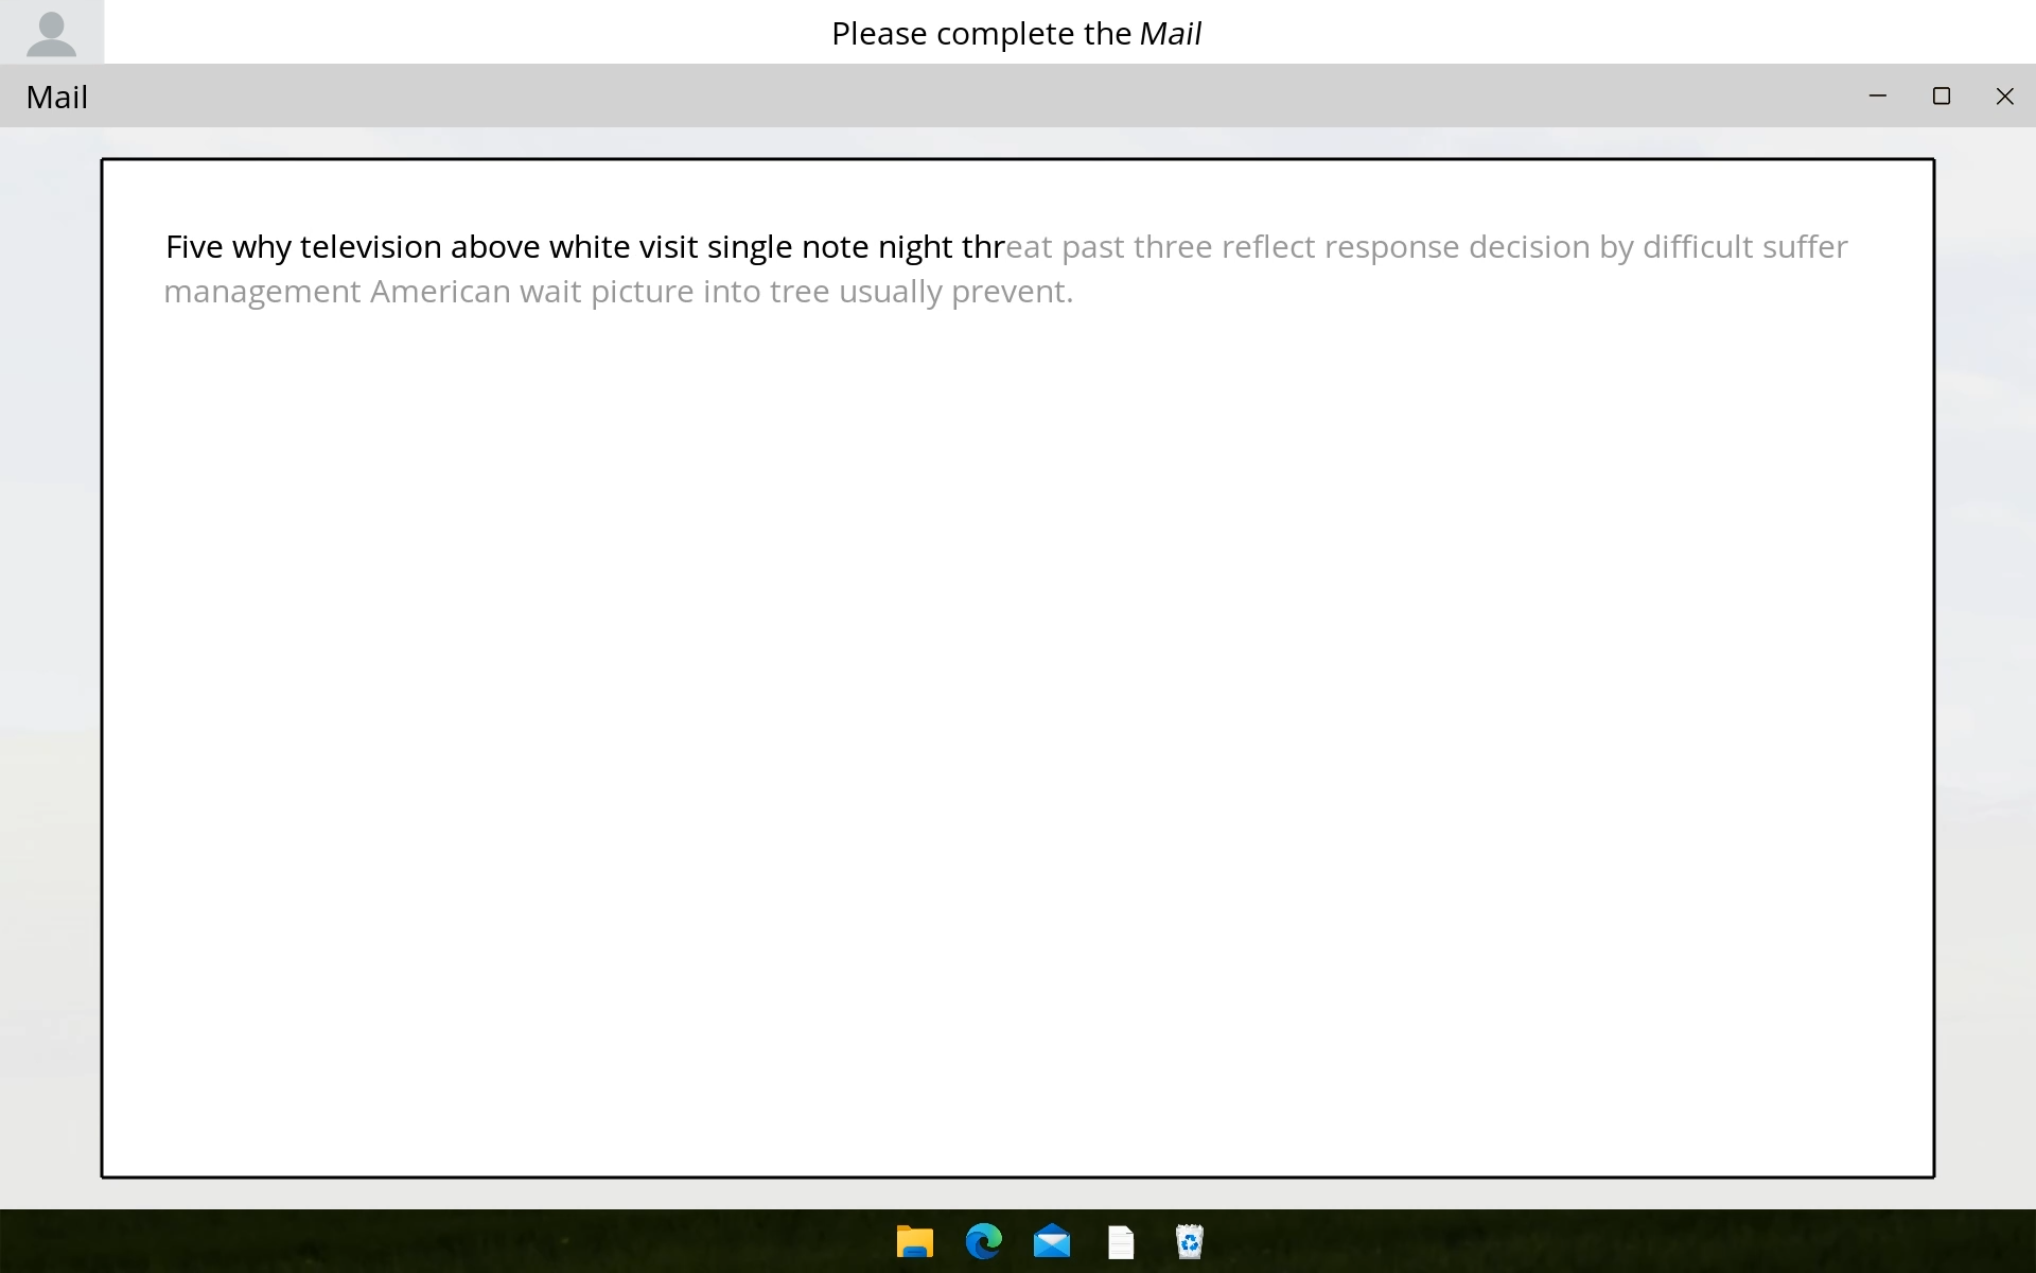 Please complete the Mail
Mail
Five why television above white visit single note night threat past three reflect response decision by difficult suffer
management American wait picture into tree usually prevent.